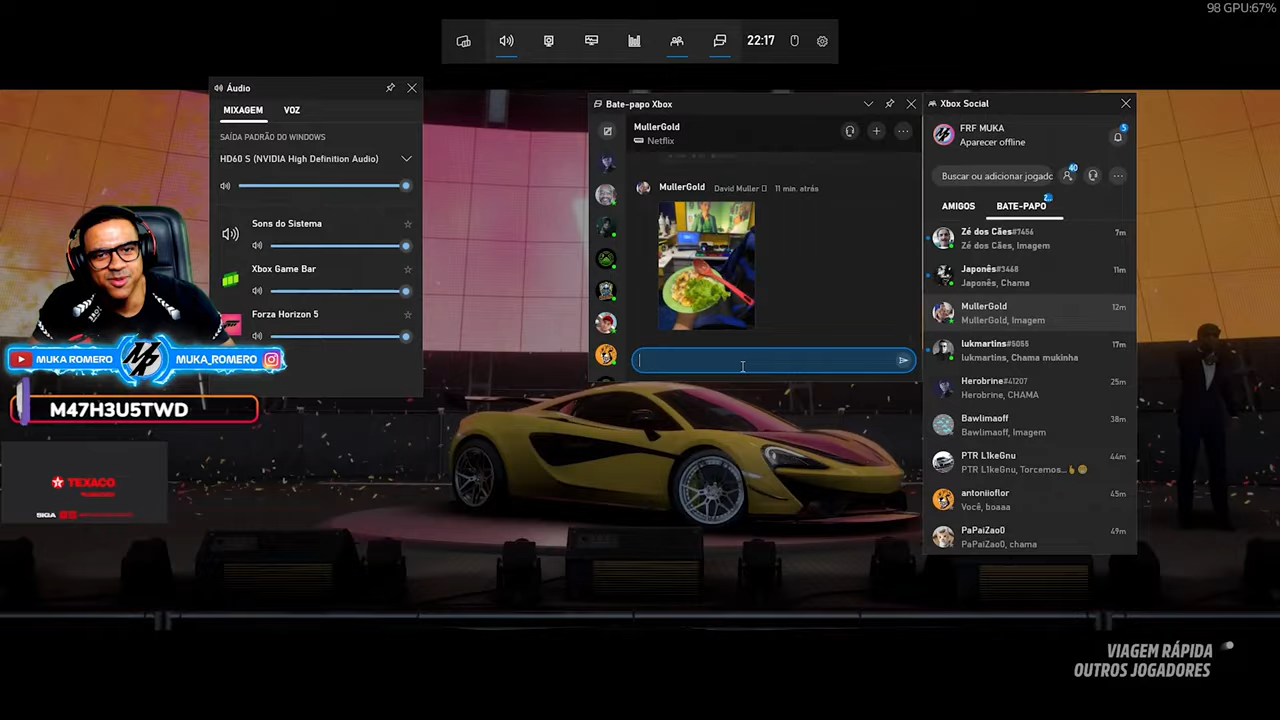 98 GPU:67%
22:17
Áudio
MIXAGEM VOZ
SAÍDA PADRÃO DO WINDOWS
HD60 S (NVIDIA High Definition Audio)
Sons do Sistema
Xbox Game Bar
Forza Horizon 5
MUKA ROMERO MUKA_ROMERO
M47H3U5TWD
TEXACO
SIGA
Bate-papo Xbox
MullerGold
Netflix
MullerGold David Muller 11 min. atrás
Xbox Social
FRF MUKA
Aparecer offline
5
Buscar ou adicionar jogado
40
AMIGOS BATE-PAPO
Zé dos Cães#7456 7m
Zé dos Cães, Imagem
Japonês#3468 11m
Japonês, Chama
MullerGold 12m
MullerGold, Imagem
lukmartins#5055 17m
lukmartins, Chama mukinha
Herobrine#41207 25m
Herobrine, CHAMA
Bawlimaoff 38m
Bawlimaoff, Imagem
PTR L1keGnu 44m
PTR L1keGnu, Torcemos...
antoniioflor 45m
Você, boaaa
PaPaiZao0 49m
PaPaiZao0, chama
VIAGEM RÁPIDA
OUTROS JOGADORES